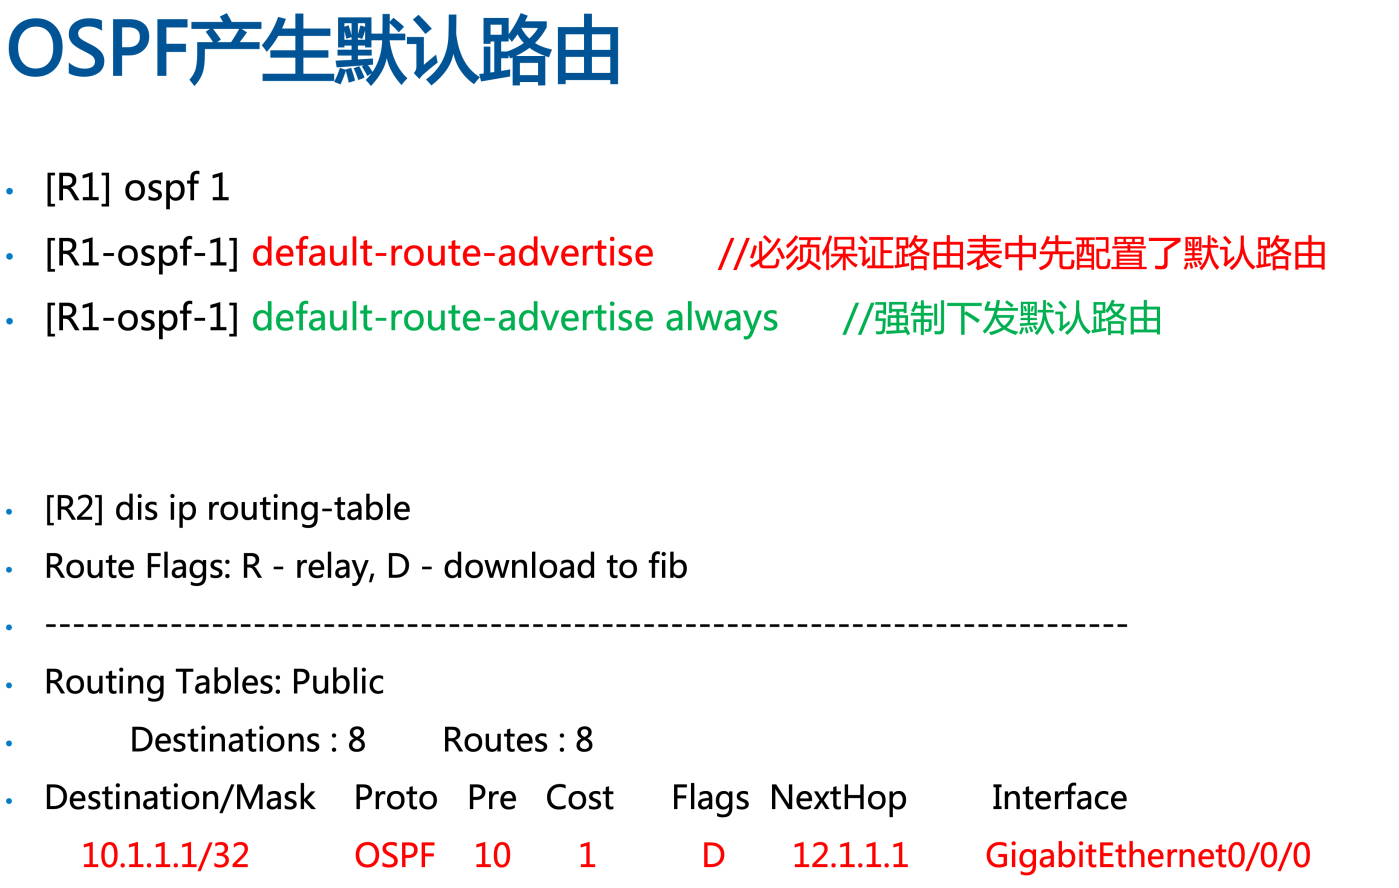 OSPF产生默认路由
• [R1] ospf 1
• [R1-ospf-1] default-route-advertise //必须保证路由表中先配置了默认路由
• [R1-ospf-1] default-route-advertise always //强制下发默认路由
• [R2] dis ip routing-table
• Route Flags: R - relay, D - download to fib
• ------------------------------------------------------------------------------
• Routing Tables: Public
• Destinations : 8 Routes : 8
• Destination/Mask Proto Pre Cost Flags NextHop Interface
10.1.1.1/32 OSPF 10 1 D 12.1.1.1 GigabitEthernet0/0/0